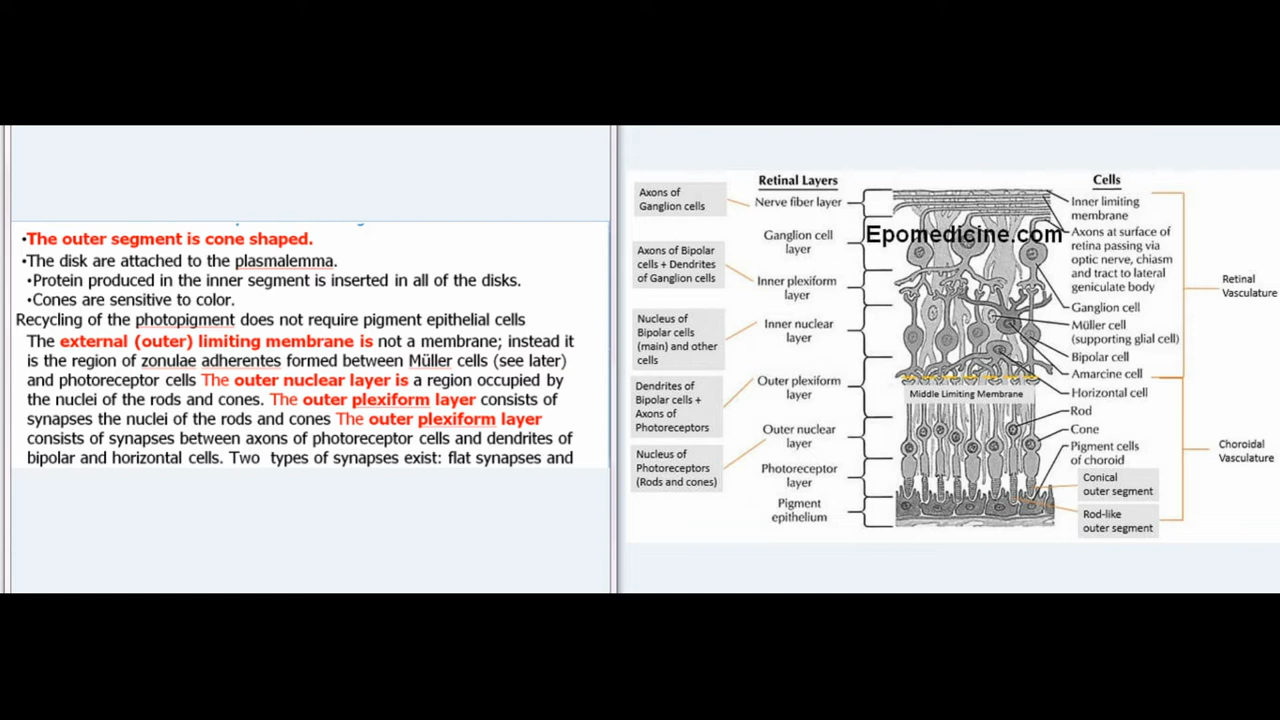 •The outer segment is cone shaped.
•The disk are attached to the plasmalemma.
•Protein produced in the inner segment is inserted in all of the disks.
•Cones are sensitive to color.
Recycling of the photopigment does not require pigment epithelial cells
The external (outer) limiting membrane is not a membrane; instead it
is the region of zonulae adherentes formed between Müller cells (see later)
and photoreceptor cells The outer nuclear layer is a region occupied by
the nuclei of the rods and cones. The outer plexiform layer consists of
synapses the nuclei of the rods and cones The outer plexiform layer
consists of synapses between axons of photoreceptor cells and dendrites of
bipolar and horizontal cells. Two types of synapses exist: flat synapses and
Retinal Layers
Cells
Axons of
Ganglion cells
Axons of Bipolar
cells + Dendrites
of Ganglion cells
Nucleus of
Bipolar cells
(main) and other
cells
Dendrites of
Bipolar cells +
Axons of
Photoreceptors
Nucleus of
Photoreceptors
(Rods and cones)
Nerve fiber layer
Ganglion cell
layer
Inner plexiform
layer
Inner nuclear
layer
Outer plexiform
layer
Outer nuclear
layer
Photoreceptor
layer
Pigment
epithelium
Epomedicine.com
Middle Limiting Membrane
Inner limiting
membrane
Axons at surface of
retina passing via
optic nerve, chiasm
and tract to lateral
geniculate body
Ganglion cell
Müller cell
(supporting glial cell)
Bipolar cell
Amarcine cell
Horizontal cell
Rod
Cone
Pigment cells
of choroid
Conical
outer segment
Rod-like
outer segment
Retinal
Vasculature
Choroidal
Vasculature